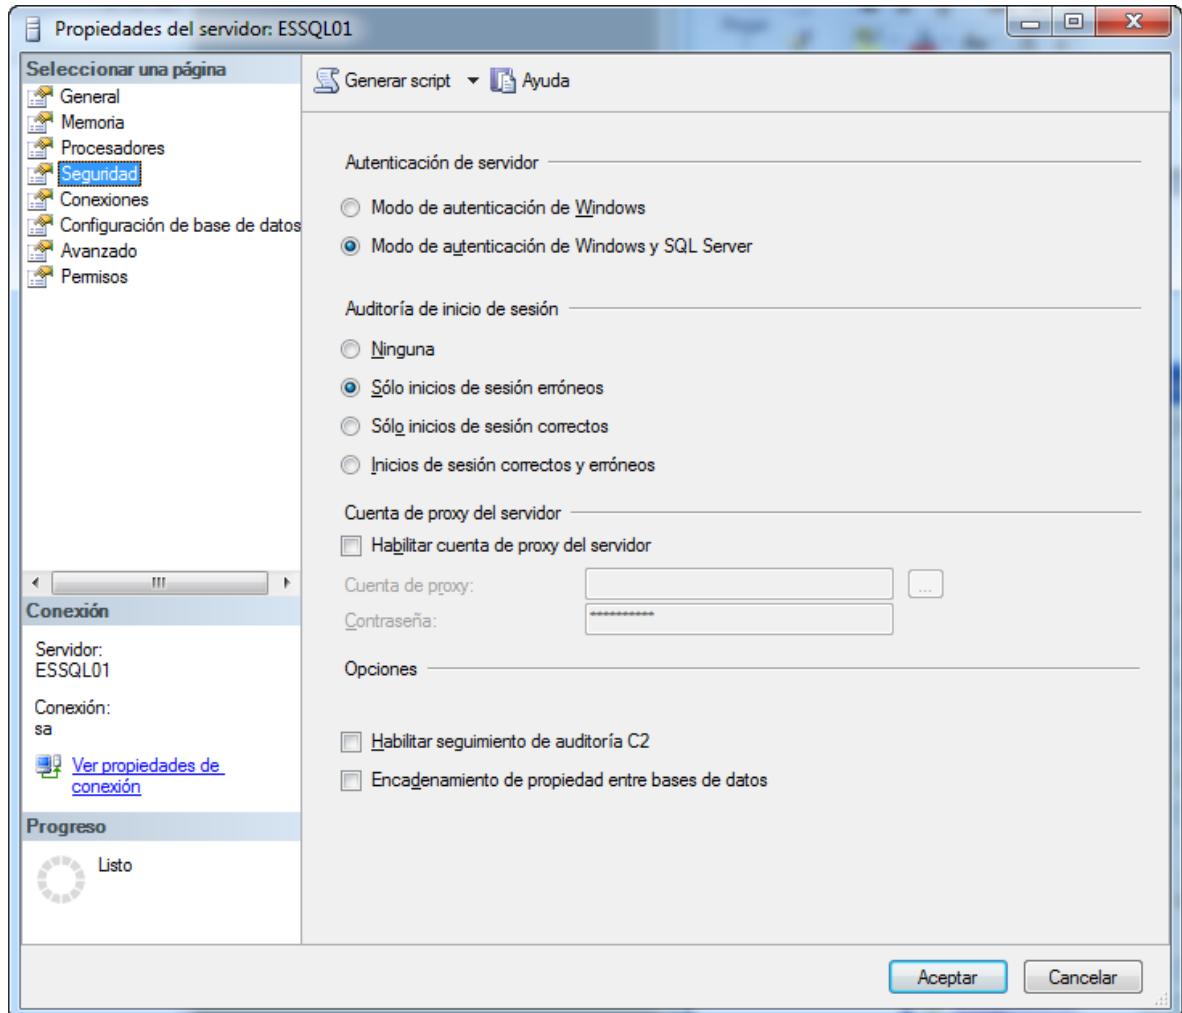 Propiedades del servidor: ESSQL01
Seleccionar una página
General
Memoria
Procesadores
Seguridad
Conexiones
Configuración de base de datos
Avanzado
Permisos
Generar script
Ayuda
Autenticación de servidor
Modo de autenticación de Windows
Modo de autenticación de Windows y SQL Server
Auditoría de inicio de sesión
Ninguna
Sólo inicios de sesión erróneos
Sólo inicios de sesión correctos
Inicios de sesión correctos y erróneos
Cuenta de proxy del servidor
Habilitar cuenta de proxy del servidor
Cuenta de proxy:
...
Contraseña:
**********
Opciones
Habilitar seguimiento de auditoría C2
Encadenamiento de propiedad entre bases de datos
Conexión
Servidor:
ESSQL01
Conexión:
sa
Ver propiedades de
conexión
Progreso
Listo
Aceptar
Cancelar